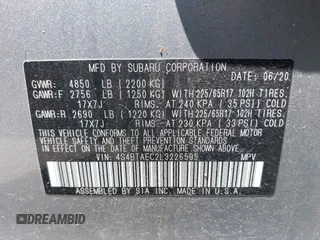 MFD. BY SUBARU CORPORATION
DATE: 06/20
GVWR: 4850 LB (2200 KG)
GAWR:F 2756 LB (1250 KG) WITH 225/65R17 102H TIRES.
17X7J RIMS. AT 240 KPA (35 PSI) COLD
GAWR:R 2690 LB (1220 KG) WITH 225/65R17 102H TIRES.
17X7J RIMS. AT 230 KPA (33 PSI) COLD
THIS VEHICLE CONFORMS TO ALL APPLICABLE FEDERAL MOTOR
VEHICLE SAFETY AND THEFT PREVENTION STANDARDS IN
EFFECT ON THE DATE OF MANUFACTURE SHOWN ABOVE.
VIN: 4S4BTAEC2L3226595 MPV
ASSEMBLED BY SIA INC., MADE IN U.S.A.